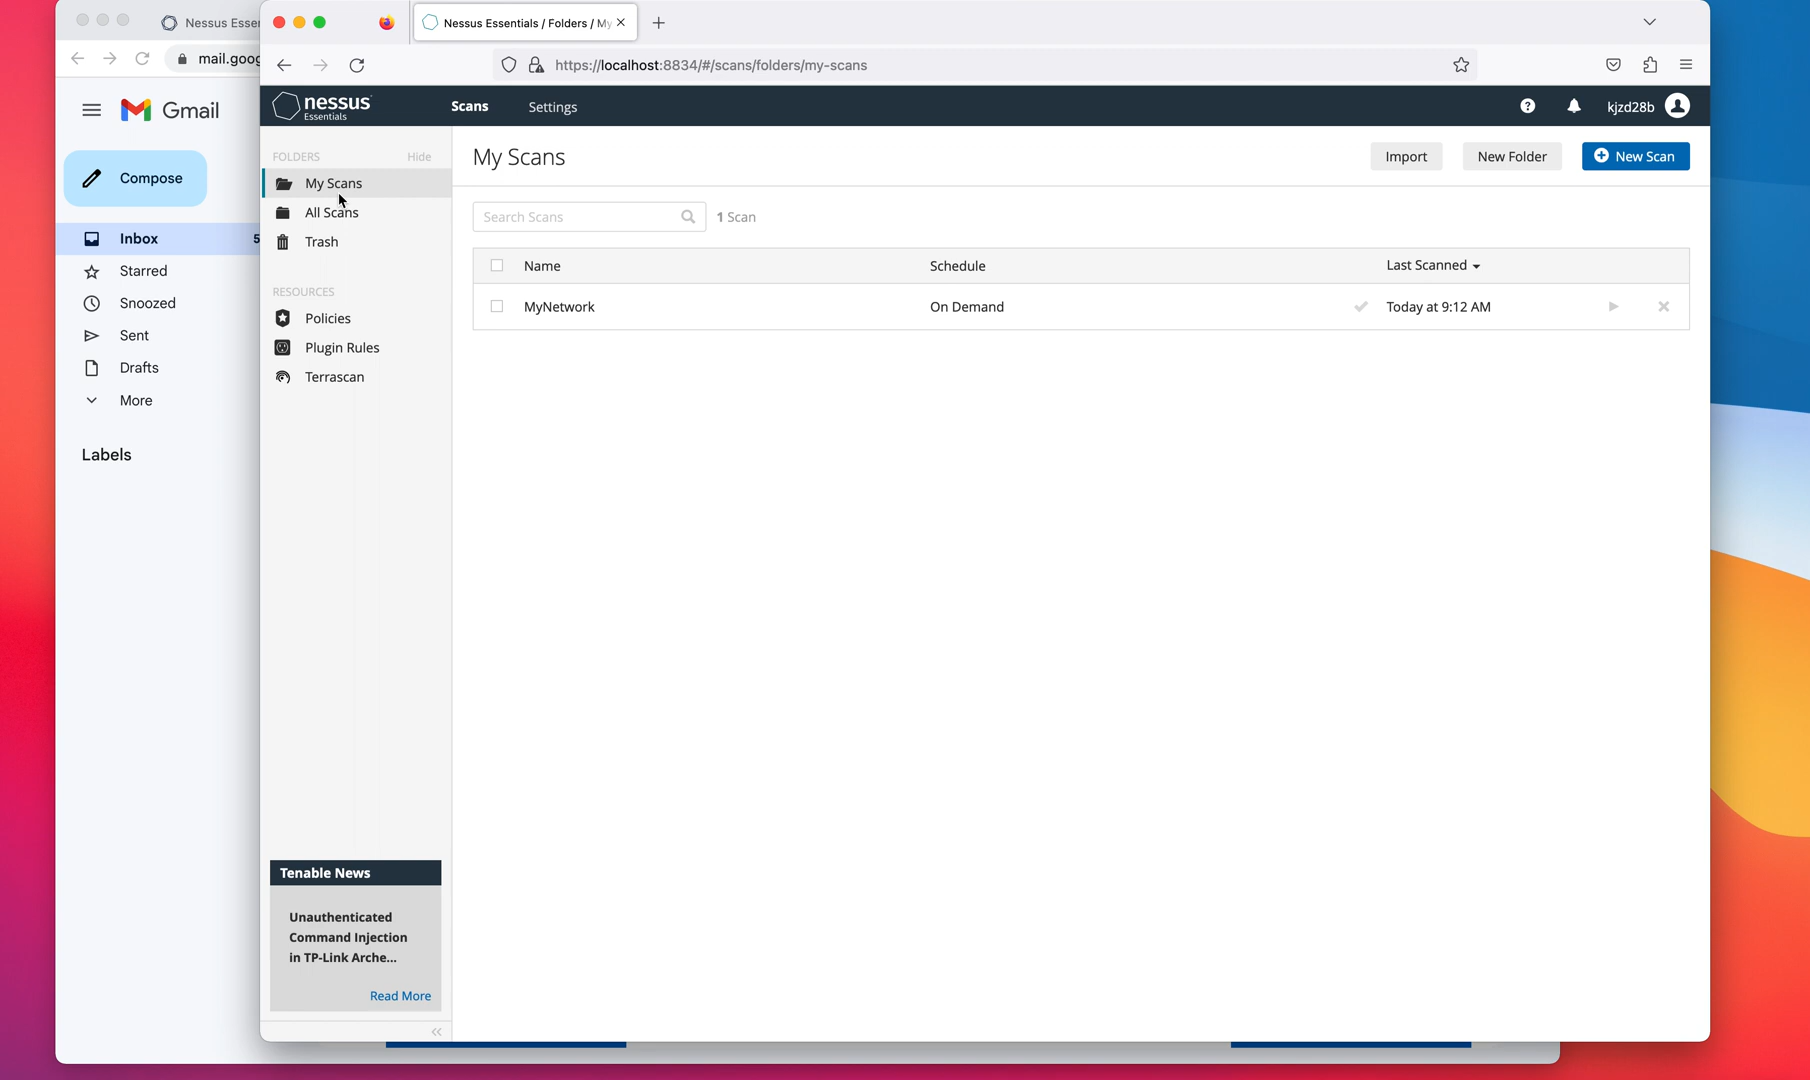 Nessus Esse
mail.goog
Gmail
Compose
Inbox 5
Starred
Snoozed
Sent
Drafts
More
Labels
Nessus Essentials / Folders / My
https://localhost:8834/#/scans/folders/my-scans
nessus
Essentials
Scans
Settings
kjzd28b
FOLDERS
Hide
My Scans
All Scans
Trash
RESOURCES
Policies
Plugin Rules
Terrascan
Tenable News
Unauthenticated
Command Injection
in TP-Link Arche...
Read More
My Scans
Import
New Folder
New Scan
Search Scans
1 Scan
Name Schedule Last Scanned
MyNetwork On Demand Today at 9:12 AM